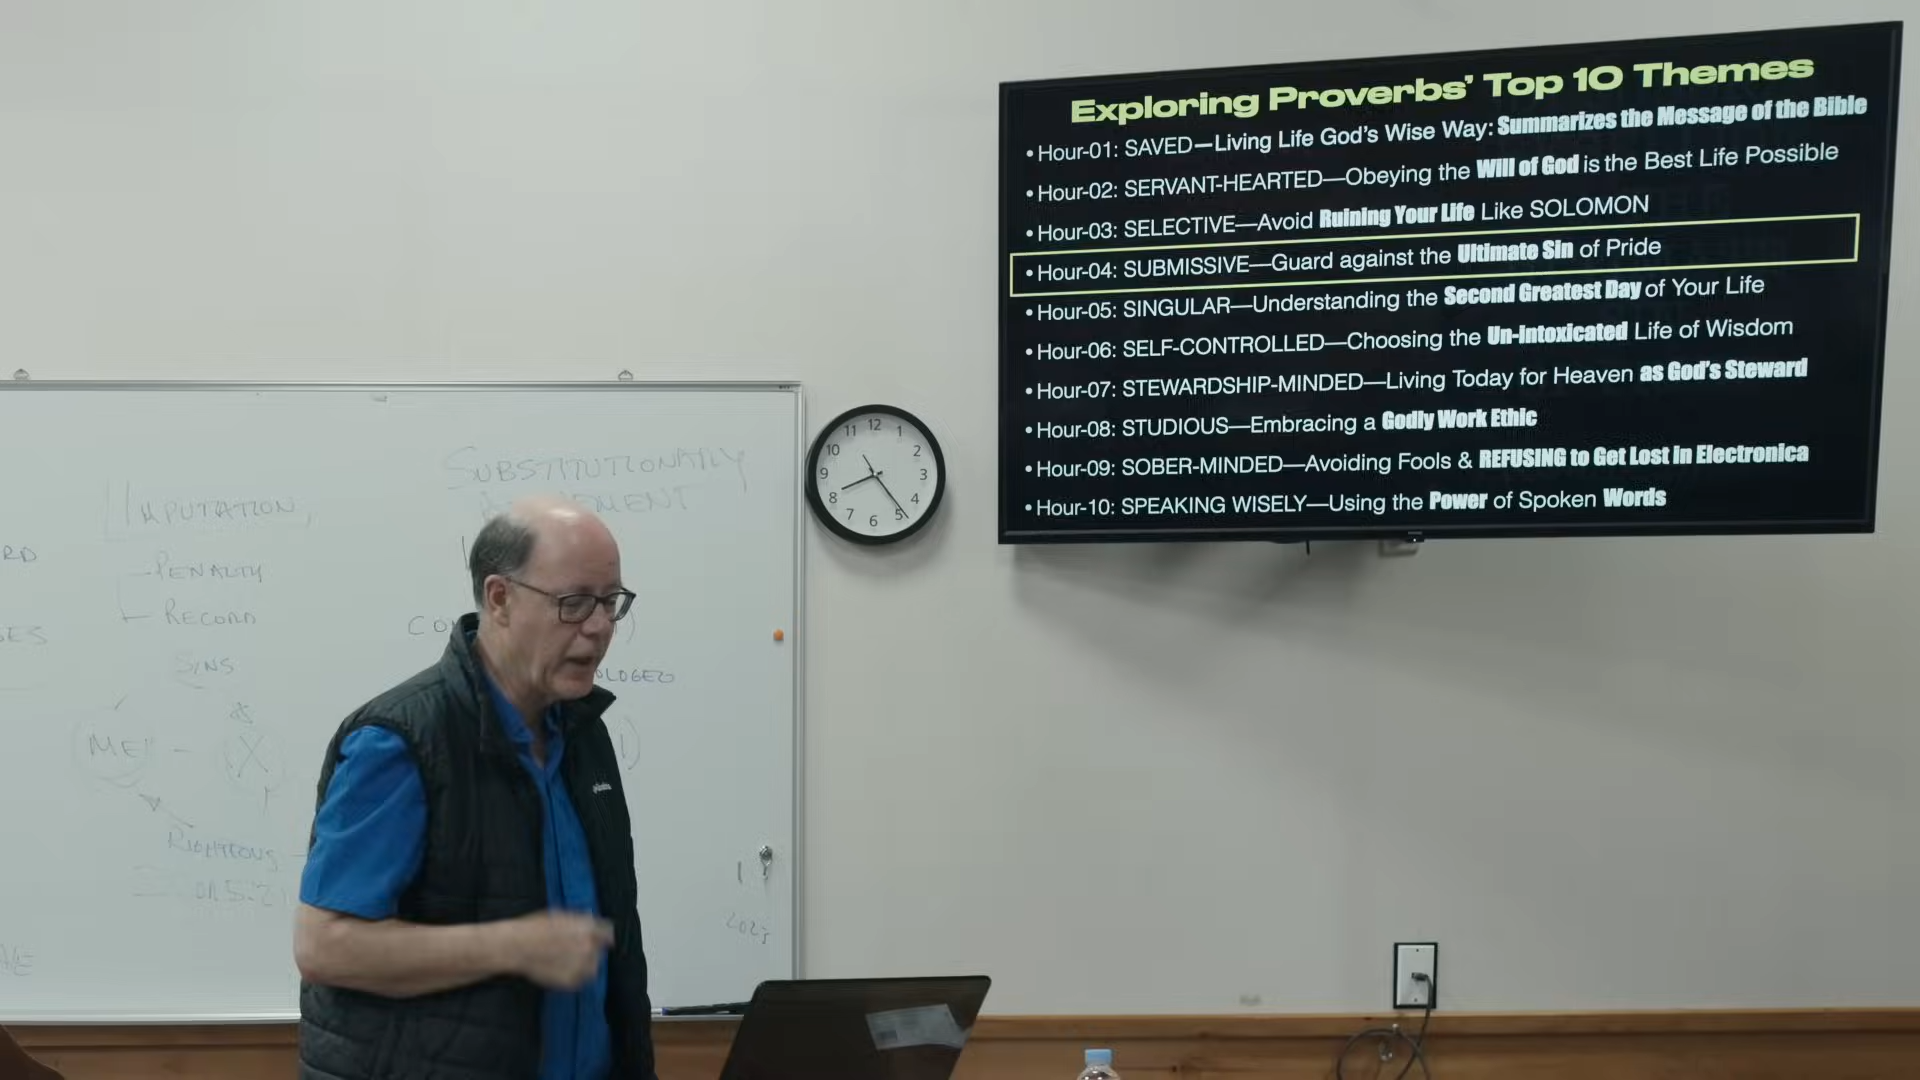 Exploring Proverbs' Top 10 Themes
• Hour-01: SAVED—Living Life God's Wise Way: Summarizes the Message of the Bible
• Hour-02: SERVANT-HEARTED—Obeying the Will of God is the Best Life Possible
• Hour-03: SELECTIVE—Avoid Ruining Your Life Like SOLOMON
• Hour-04: SUBMISSIVE—Guard against the Ultimate Sin of Pride
• Hour-05: SINGULAR—Understanding the Second Greatest Day of Your Life
• Hour-06: SELF-CONTROLLED—Choosing the Un-intoxicated Life of Wisdom
• Hour-07: STEWARDSHIP-MINDED—Living Today for Heaven as God's Steward
• Hour-08: STUDIOUS—Embracing a Godly Work Ethic
• Hour-09: SOBER-MINDED—Avoiding Fools & REFUSING to Get Lost in Electronica
• Hour-10: SPEAKING WISELY—Using the Power of Spoken Words
12
1
2
3
4
5
6
7
8
9
10
11
SUBSTITUTIONARY
IMPUTATION
- PENALTY
- RECORD
SINS
ME
X
RIGHTEOUS